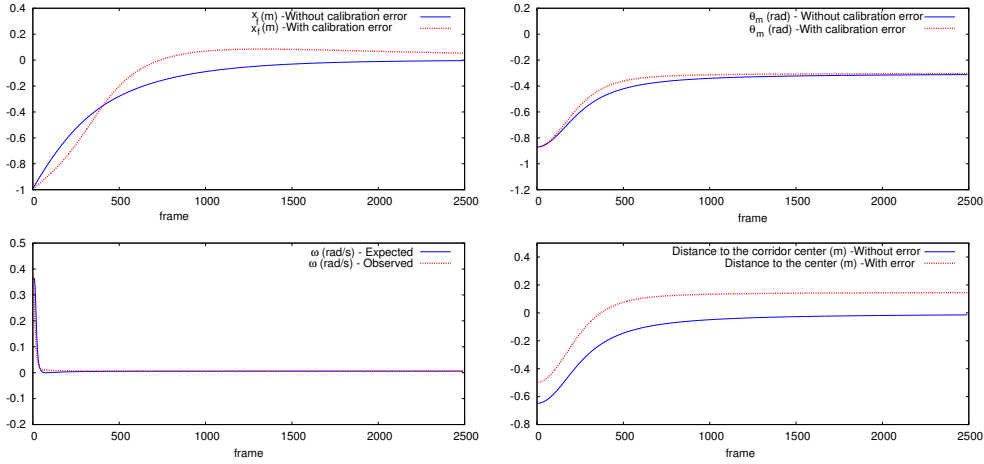 x_f (m) -Without calibration error
x_f (m) -With calibration error
0.4
0.2
0
-0.2
-0.4
-0.6
-0.8
-1
0 500 1000 1500 2000 2500
frame
θ_m (rad) - Without calibration error
θ_m (rad) -With calibration error
0.4
0.2
0
-0.2
-0.4
-0.6
-0.8
-1
-1.2
0 500 1000 1500 2000 2500
frame
ω (rad/s) - Expected
ω (rad/s) - Observed
0.5
0.4
0.3
0.2
0.1
0
-0.1
-0.2
0 500 1000 1500 2000 2500
frame
Distance to the corridor center (m) -Without error
Distance to the center (m) -With error
0.4
0.2
0
-0.2
-0.4
-0.6
-0.8
0 500 1000 1500 2000 2500
frame